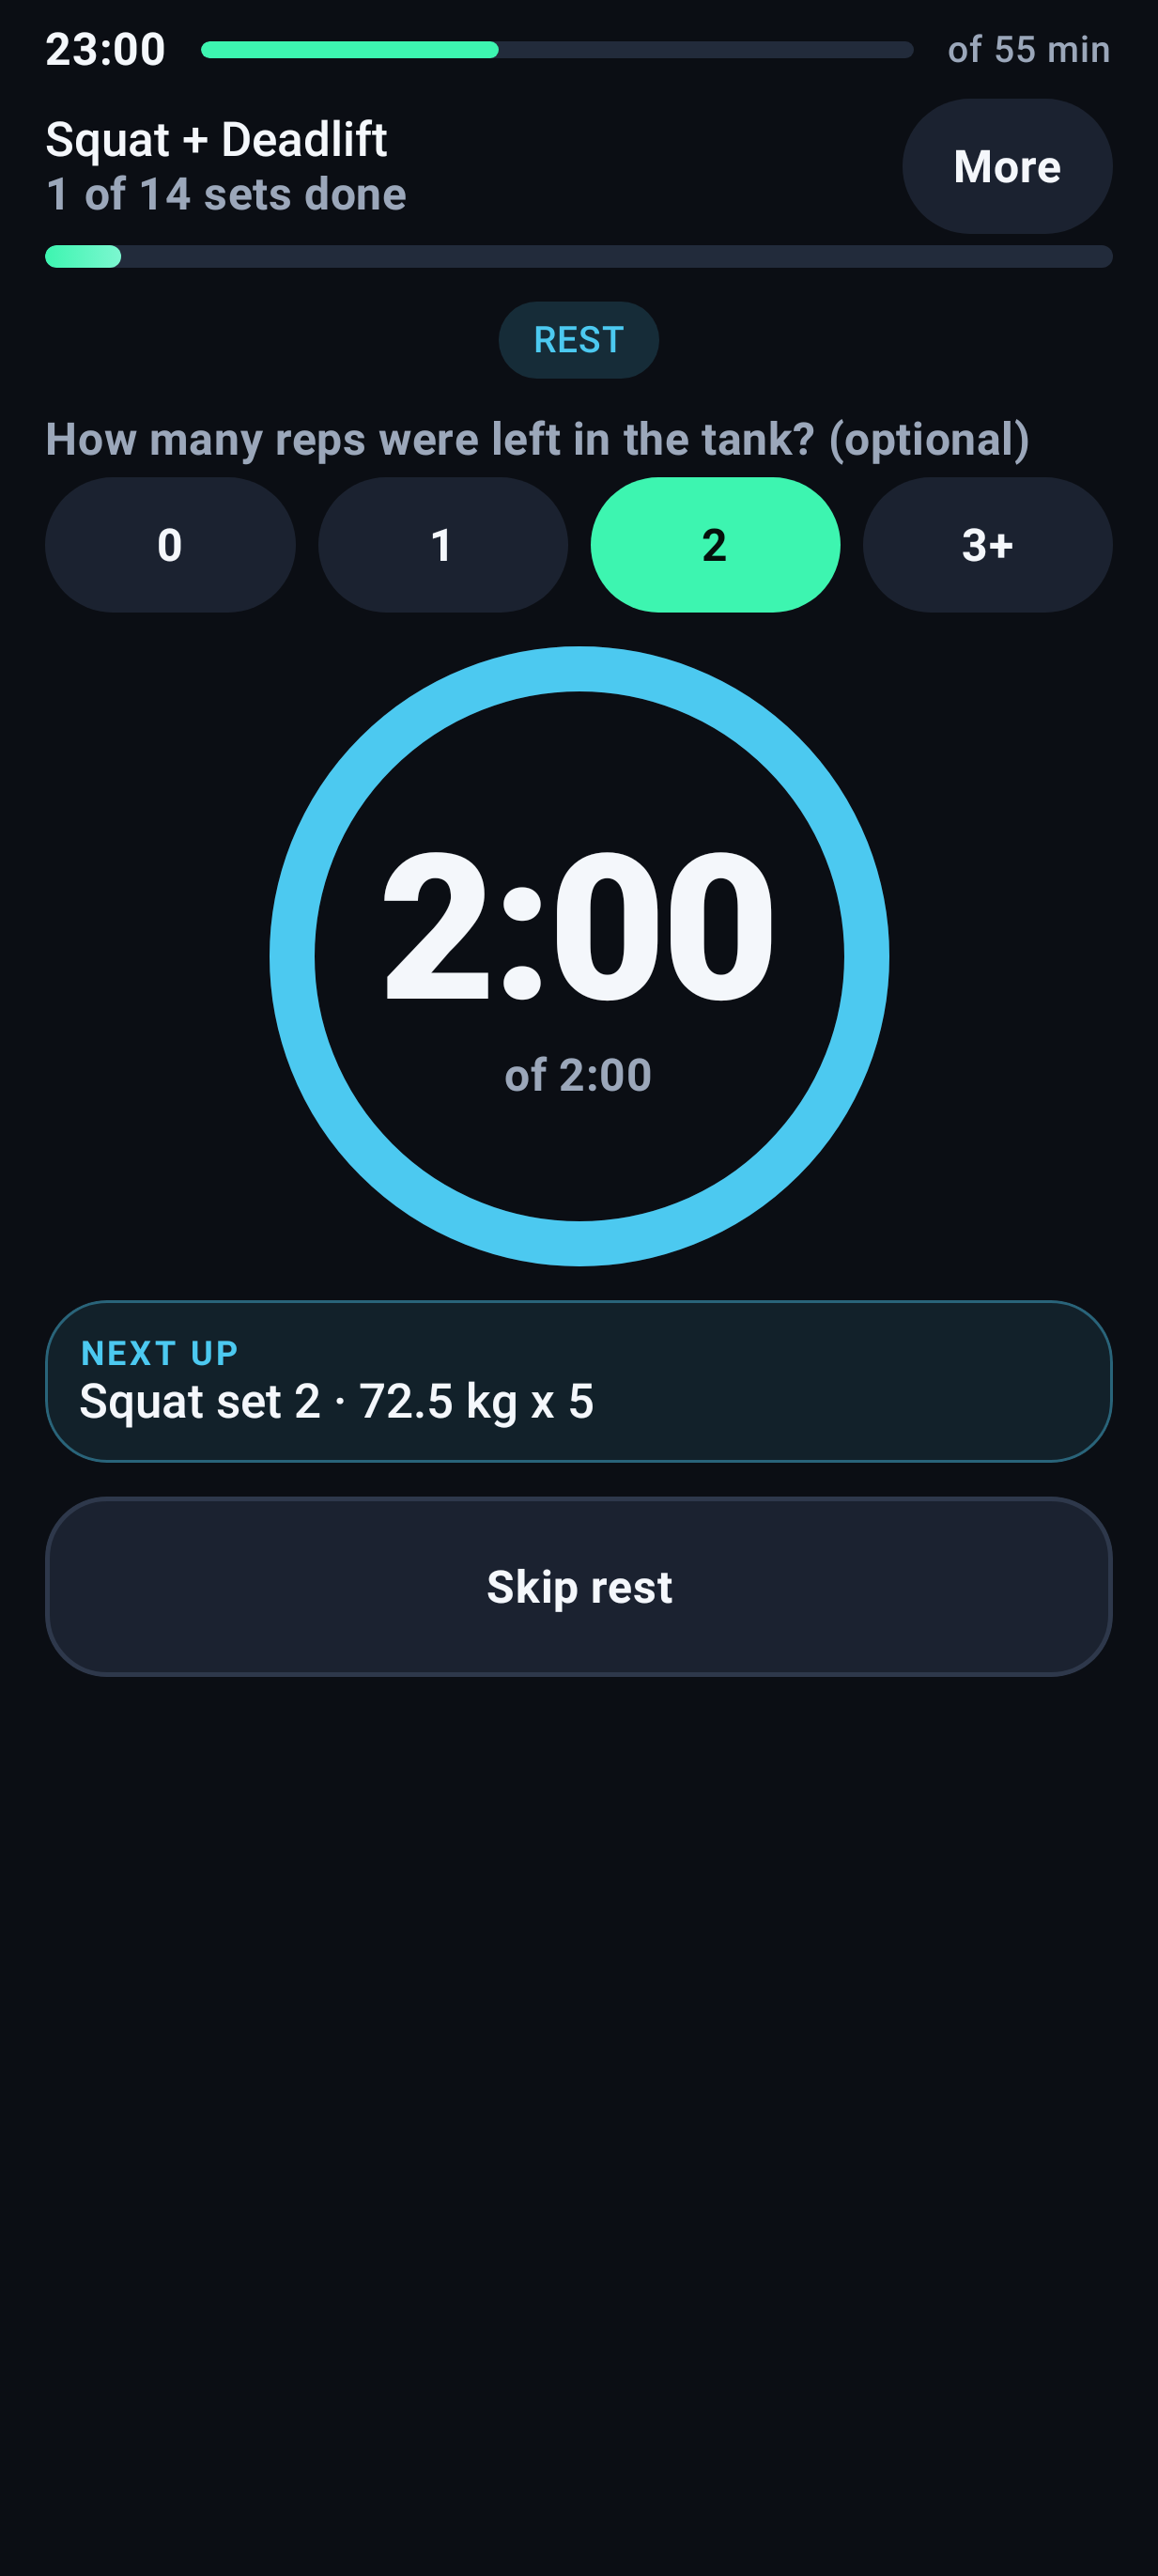 23:00 of 55 min
Squat + Deadlift
1 of 14 sets done
More
REST
How many reps were left in the tank? (optional)
0 1 2 3+
2:00
of 2:00
NEXT UP
Squat set 2 · 72.5 kg x 5
Skip rest